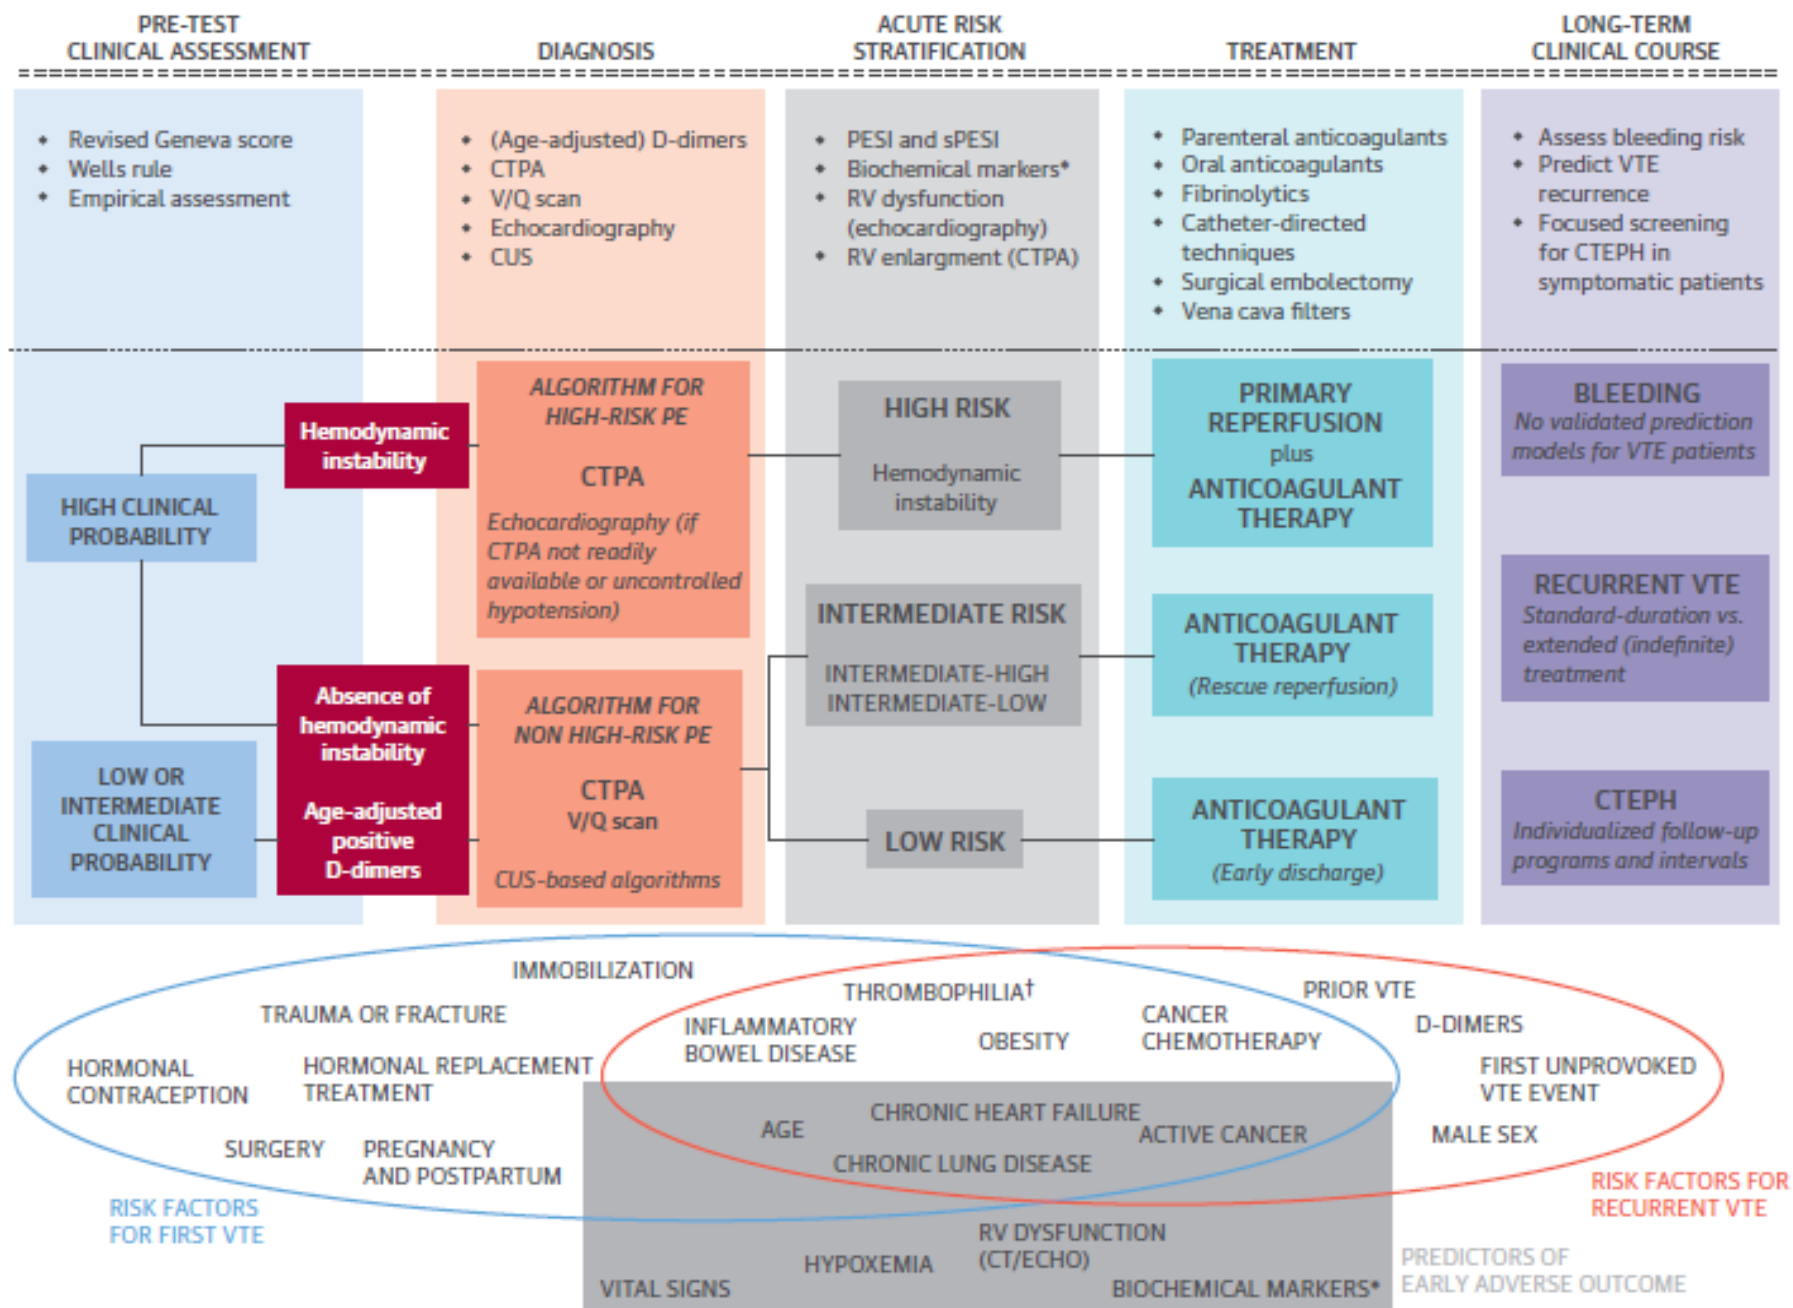 PRE-TEST
CLINICAL ASSESSMENT
DIAGNOSIS
ACUTE RISK
STRATIFICATION
TREATMENT
LONG-TERM
CLINICAL COURSE
• Revised Geneva score
• Wells rule
• Empirical assessment
• (Age-adjusted) D-dimers
• CTPA
• V/Q scan
• Echocardiography
• CUS
• PESI and sPESI
• Biochemical markers*
• RV dysfunction
(echocardiography)
• RV enlargment (CTPA)
• Parenteral anticoagulants
• Oral anticoagulants
• Fibrinolytics
• Catheter-directed
techniques
• Surgical embolectomy
• Vena cava filters
• Assess bleeding risk
• Predict VTE
recurrence
• Focused screening
for CTEPH in
symptomatic patients
HIGH CLINICAL
PROBABILITY
LOW OR
INTERMEDIATE
CLINICAL
PROBABILITY
Hemodynamic
instability
Absence of
hemodynamic
instability
Age-adjusted
positive
D-dimers
ALGORITHM FOR
HIGH-RISK PE
CTPA
Echocardiography (if
CTPA not readily
available or uncontrolled
hypotension)
ALGORITHM FOR
NON HIGH-RISK PE
CTPA
V/Q scan
CUS-based algorithms
HIGH RISK
Hemodynamic
instability
INTERMEDIATE RISK
INTERMEDIATE-HIGH
INTERMEDIATE-LOW
LOW RISK
PRIMARY
REPERFUSION
plus
ANTICOAGULANT
THERAPY
ANTICOAGULANT
THERAPY
(Rescue reperfusion)
ANTICOAGULANT
THERAPY
(Early discharge)
BLEEDING
No validated prediction
models for VTE patients
RECURRENT VTE
Standard-duration vs.
extended (indefinite)
treatment
CTEPH
Individualized follow-up
programs and intervals
IMMOBILIZATION
TRAUMA OR FRACTURE
HORMONAL
CONTRACEPTION
HORMONAL REPLACEMENT
TREATMENT
SURGERY
PREGNANCY
AND POSTPARTUM
RISK FACTORS
FOR FIRST VTE
THROMBOPHILIA†
INFLAMMATORY
BOWEL DISEASE
OBESITY
CANCER
CHEMOTHERAPY
AGE
CHRONIC HEART FAILURE
ACTIVE CANCER
CHRONIC LUNG DISEASE
PRIOR VTE
D-DIMERS
FIRST UNPROVOKED
VTE EVENT
MALE SEX
RISK FACTORS FOR
RECURRENT VTE
RV DYSFUNCTION
(CT/ECHO)
HYPOXEMIA
VITAL SIGNS
BIOCHEMICAL MARKERS*
PREDICTORS OF
EARLY ADVERSE OUTCOME